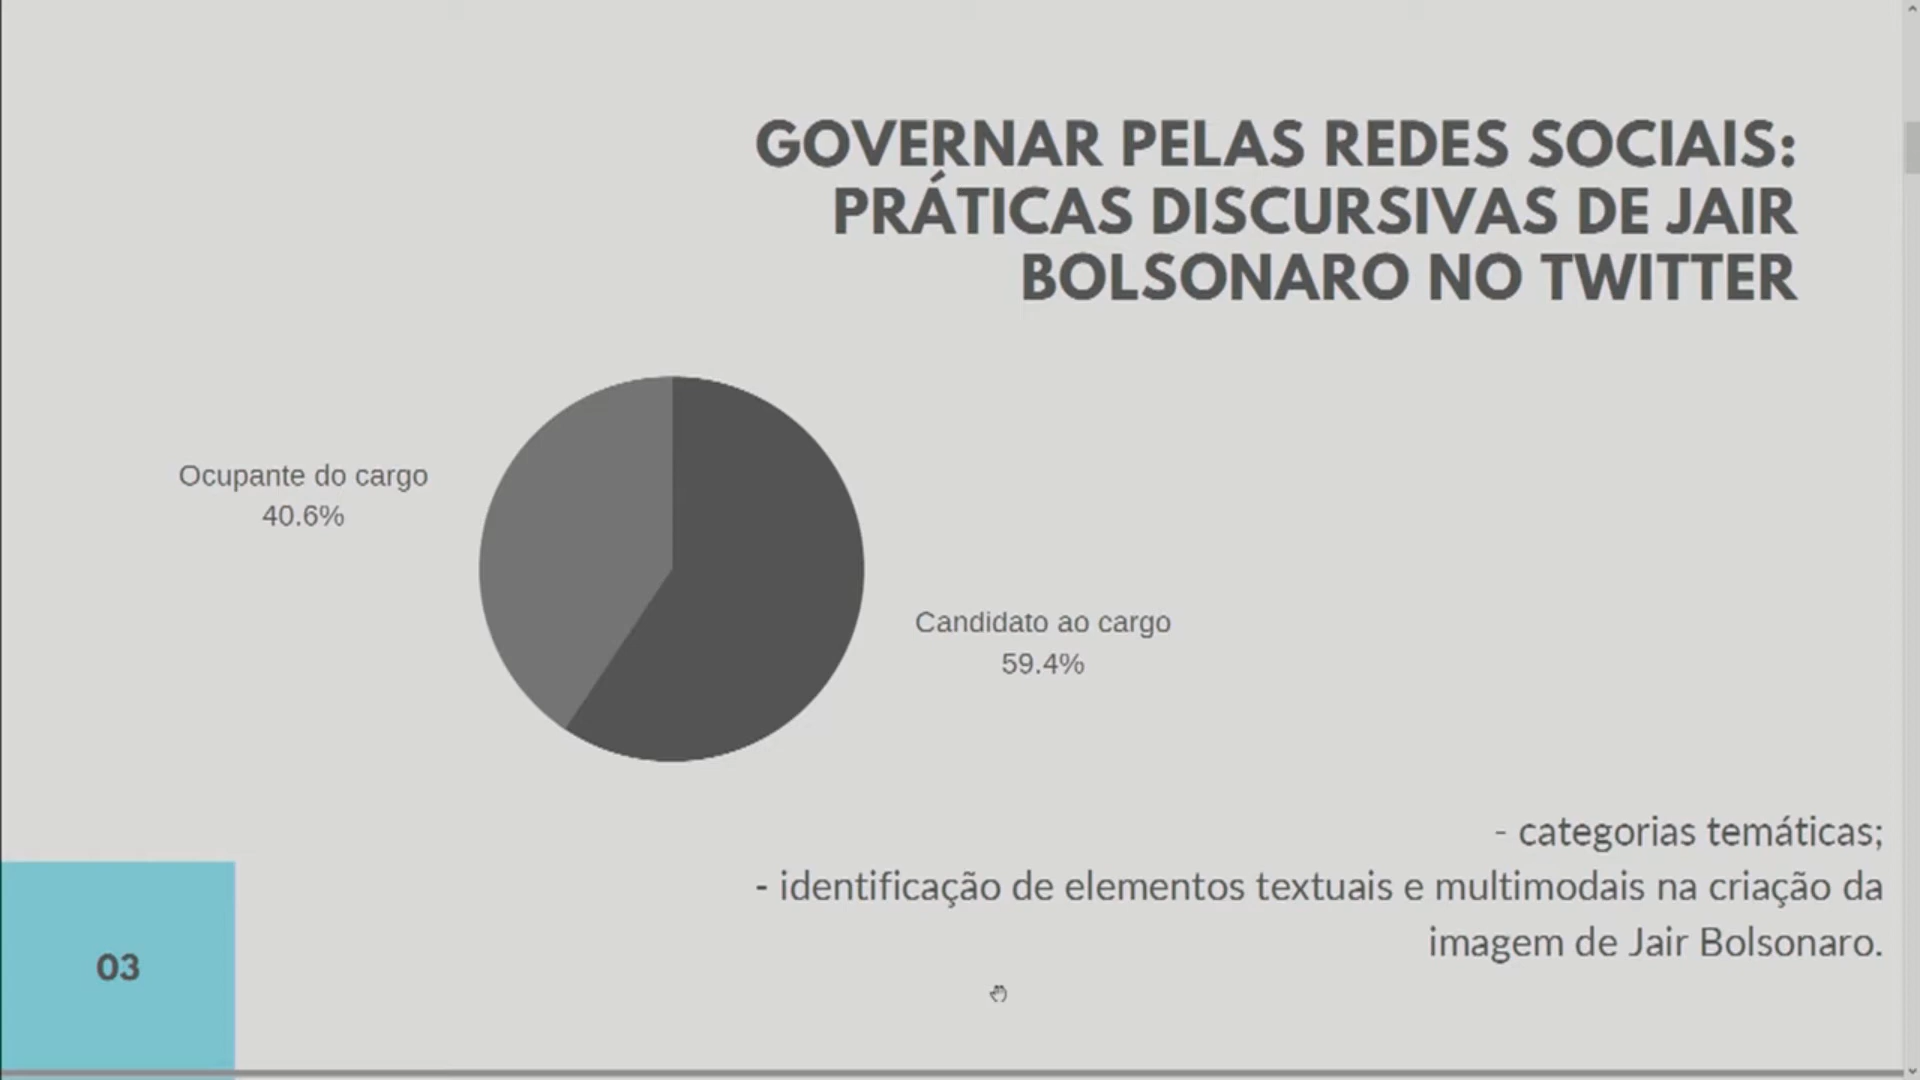 GOVERNAR PELAS REDES SOCIAIS:
PRÁTICAS DISCURSIVAS DE JAIR
BOLSONARO NO TWITTER
Ocupante do cargo
40.6%
Candidato ao cargo
59.4%
- categorias temáticas;
- identificação de elementos textuais e multimodais na criação da
imagem de Jair Bolsonaro.
03